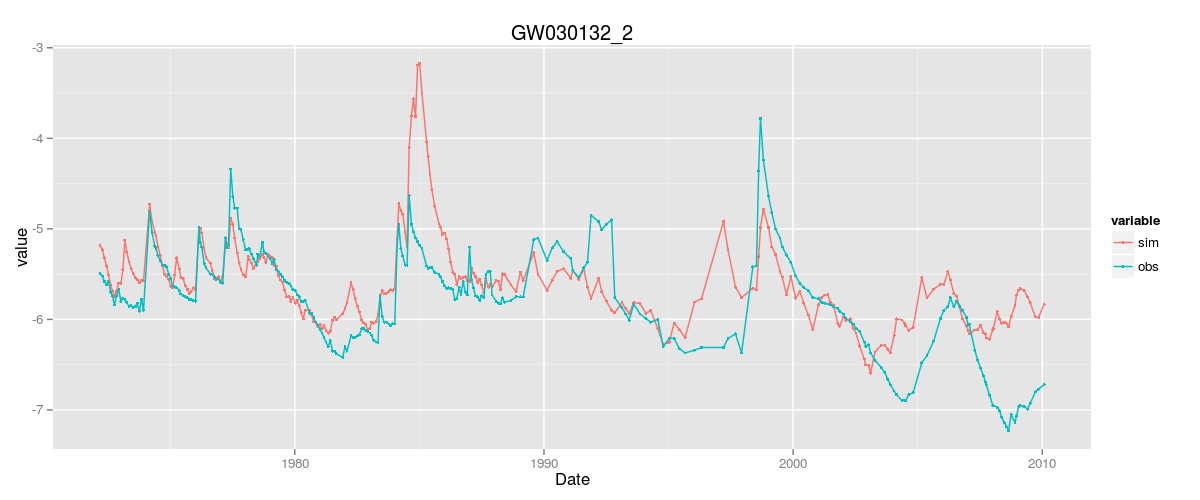 GW030132_2
-3
-4
-5
-6
-7
value
1980
1990
2000
2010
Date
variable
sim
obs